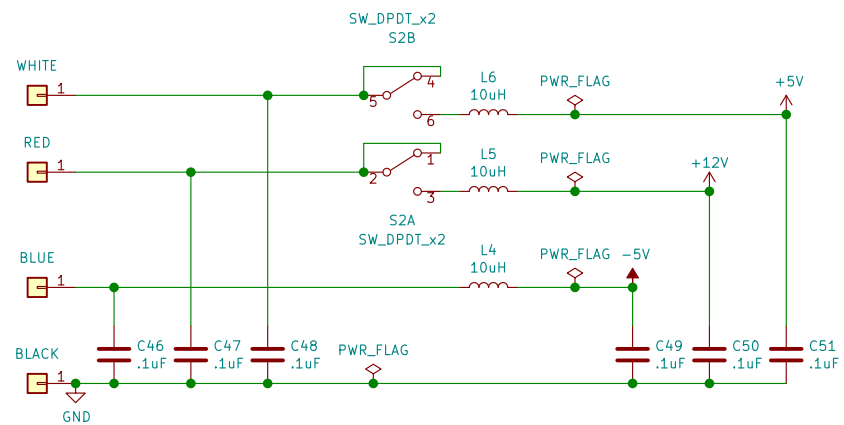 SW_DPDT_x2
S2B
WHITE
1
5
4
6
L6
10uH
PWR_FLAG
+5V
RED
1
2
1
3
L5
10uH
PWR_FLAG
+12V
S2A
SW_DPDT_x2
BLUE
1
L4
10uH
PWR_FLAG
-5V
BLACK
1
C46
.1uF
C47
.1uF
C48
.1uF
PWR_FLAG
C49
.1uF
C50
.1uF
C51
.1uF
GND